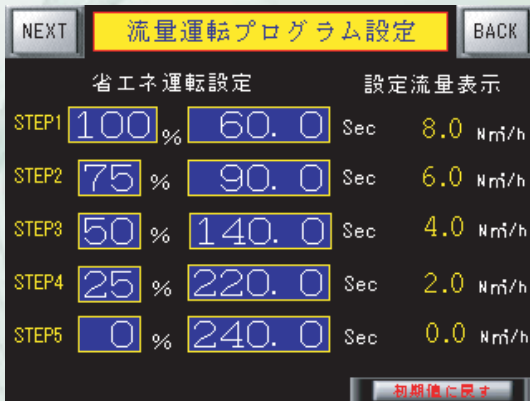 NEXT 流量運転プログラム設定 BACK
省エネ運転設定 設定流量表示
STEP1 100 % 60.0 Sec 8.0 N㎥/h
STEP2 75 % 90.0 Sec 6.0 N㎥/h
STEP3 50 % 140.0 Sec 4.0 N㎥/h
STEP4 25 % 220.0 Sec 2.0 N㎥/h
STEP5 0 % 240.0 Sec 0.0 N㎥/h
初期値に戻す